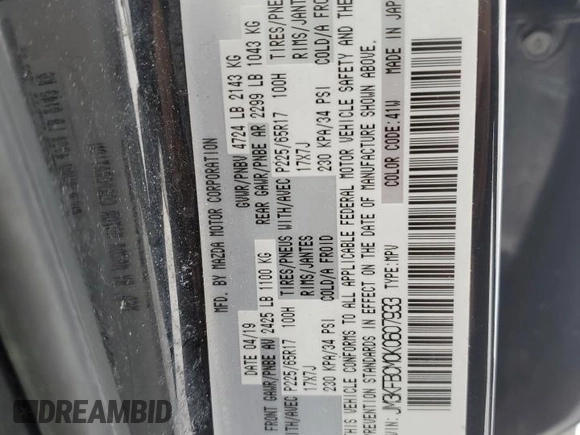 MFD. BY MAZDA MOTOR CORPORATION
DATE 04/19 GVWR/PNBV 4724 LB 2143 KG
FRONT GAWR/PNBE AV 2425 LB 1100 KG REAR GAWR/PNBE AR 2299 LB 1043 KG
WITH/AVEC P225/65R17 100H TIRES/PNEUS WITH/AVEC P225/65R17 100H TIRES/PNE
17X7J RIMS/JANTES 17X7J RIMS/JANTE
230 KPA/34 PSI COLD/A FROID 230 KPA/34 PSI COLD/A FRO
THIS VEHICLE CONFORMS TO ALL APPLICABLE FEDERAL MOTOR VEHICLE SAFETY AND THE
PREVENTION STANDARDS IN EFFECT ON THE DATE OF MANUFACTURE SHOWN ABOVE.
VIN: JM3KFBCM0K0607933 TYPE:MPV
COLOR CODE:41W MADE IN JAP
DREAMBID